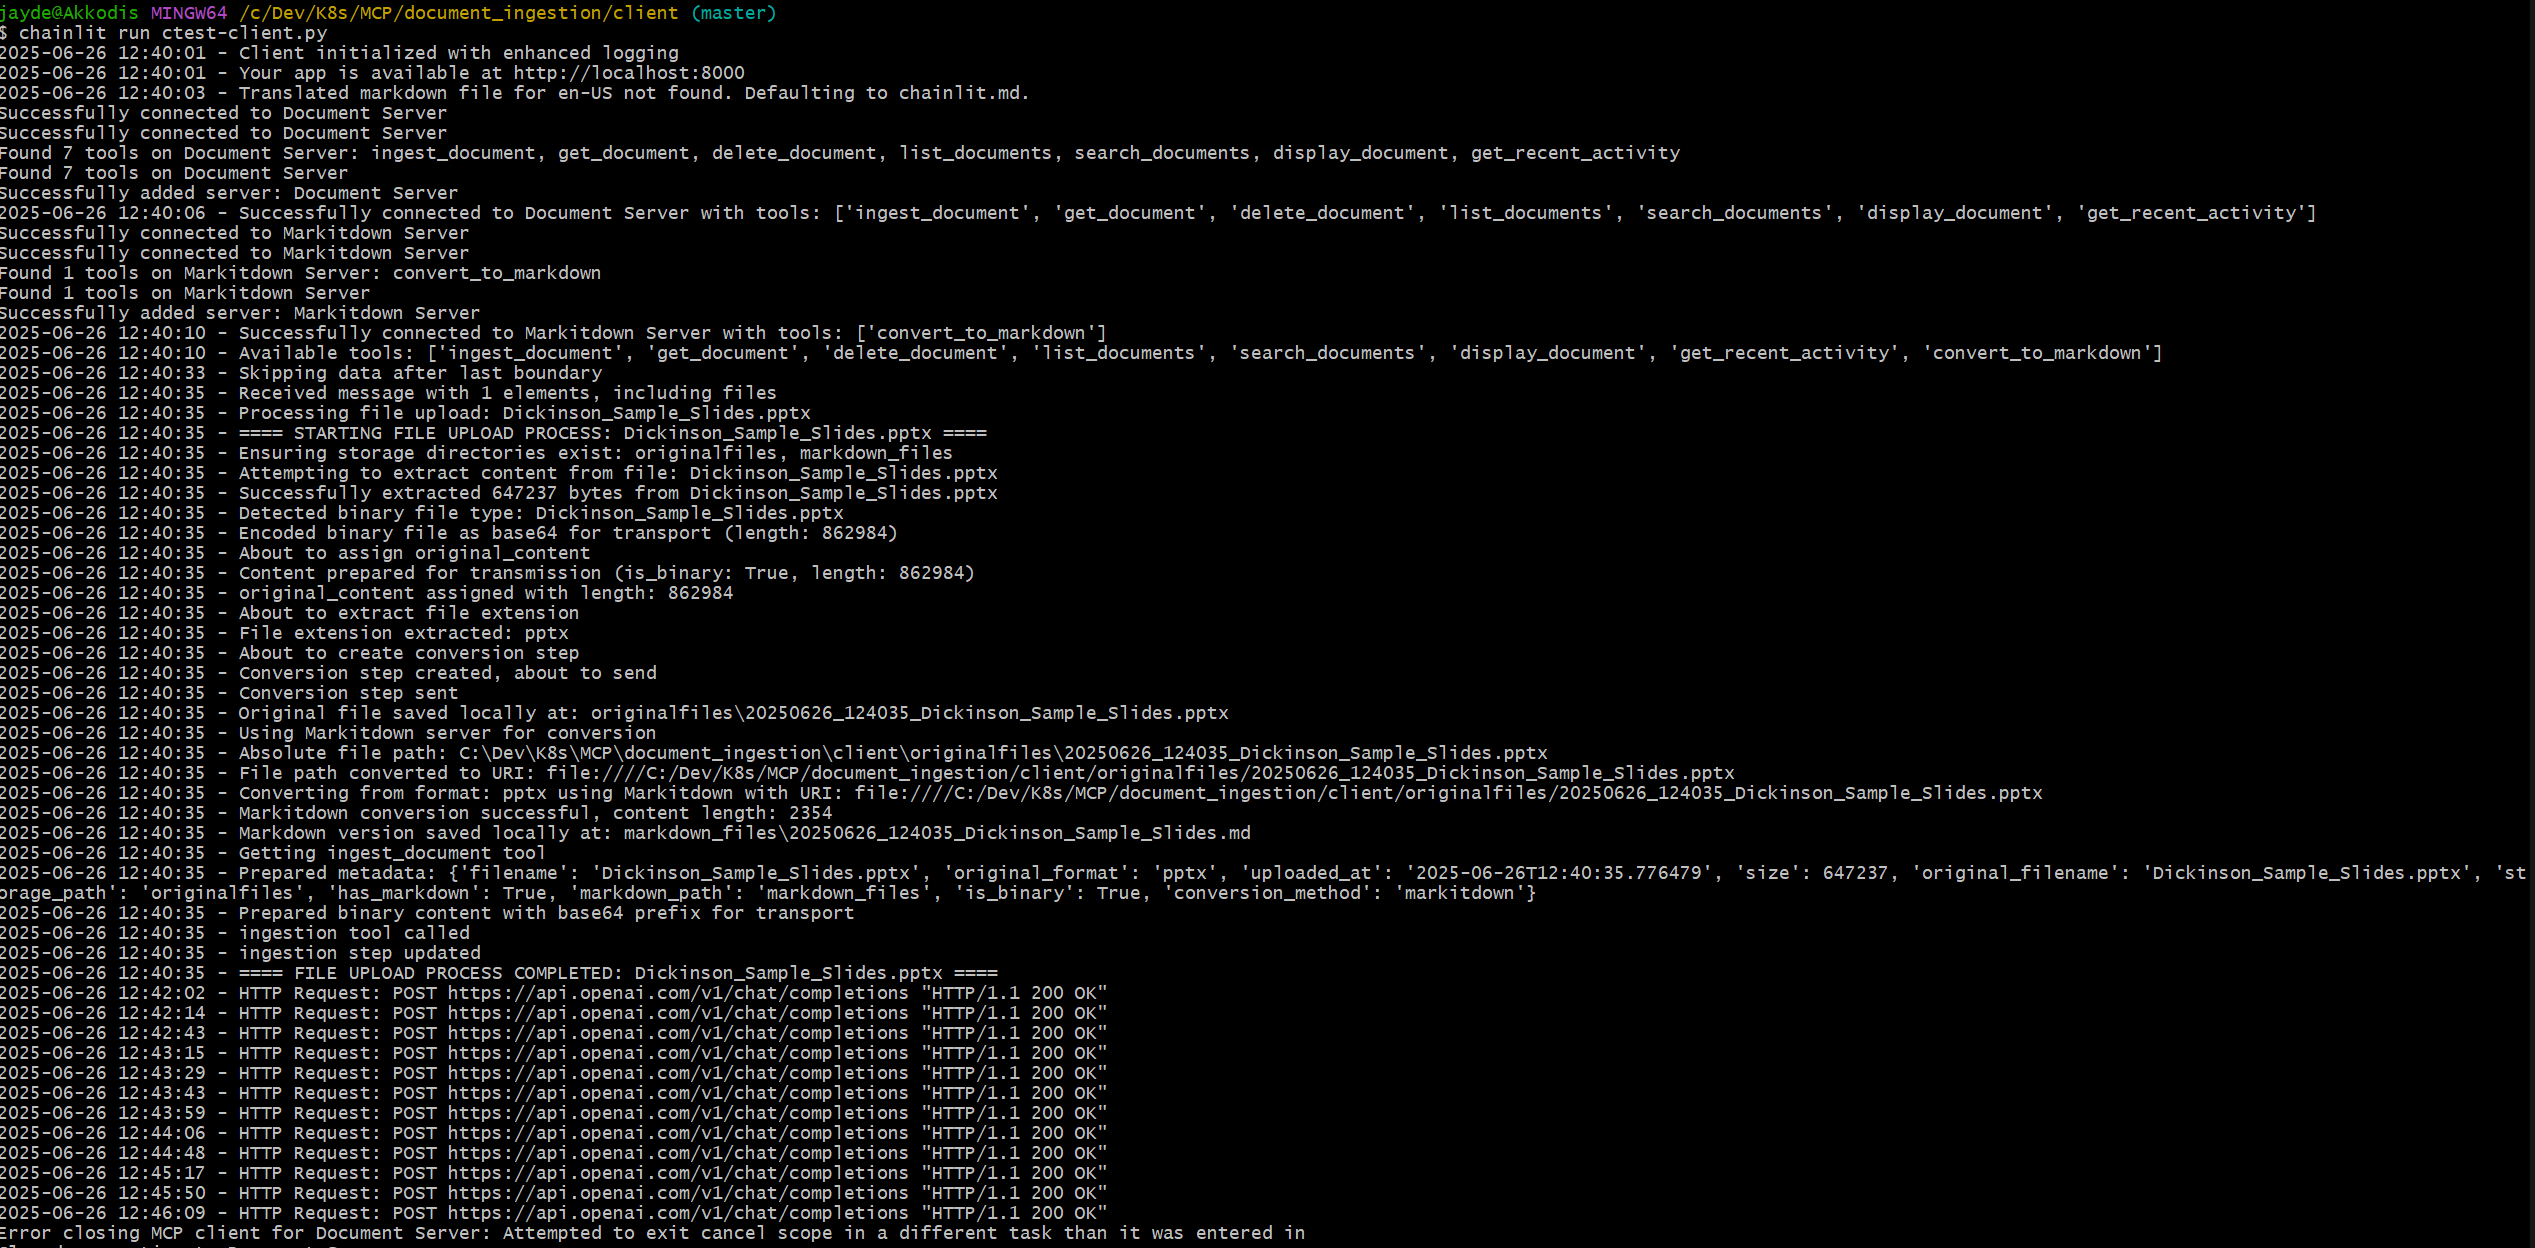 jayde@Akkodis MINGW64 /c/Dev/K8s/MCP/document_ingestion/client (master)
$ chainlit run ctest-client.py
2025-06-26 12:40:01 - Client initialized with enhanced logging
2025-06-26 12:40:01 - Your app is available at http://localhost:8000
2025-06-26 12:40:03 - Translated markdown file for en-US not found. Defaulting to chainlit.md.
Successfully connected to Document Server
Successfully connected to Document Server
Found 7 tools on Document Server: ingest_document, get_document, delete_document, list_documents, search_documents, display_document, get_recent_activity
Found 7 tools on Document Server
Successfully added server: Document Server
2025-06-26 12:40:06 - Successfully connected to Document Server with tools: ['ingest_document', 'get_document', 'delete_document', 'list_documents', 'search_documents', 'display_document', 'get_recent_activity']
Successfully connected to Markitdown Server
Successfully connected to Markitdown Server
Found 1 tools on Markitdown Server: convert_to_markdown
Found 1 tools on Markitdown Server
Successfully added server: Markitdown Server
2025-06-26 12:40:10 - Successfully connected to Markitdown Server with tools: ['convert_to_markdown']
2025-06-26 12:40:10 - Available tools: ['ingest_document', 'get_document', 'delete_document', 'list_documents', 'search_documents', 'display_document', 'get_recent_activity', 'convert_to_markdown']
2025-06-26 12:40:33 - Skipping data after last boundary
2025-06-26 12:40:35 - Received message with 1 elements, including files
2025-06-26 12:40:35 - Processing file upload: Dickinson_Sample_Slides.pptx
2025-06-26 12:40:35 - ==== STARTING FILE UPLOAD PROCESS: Dickinson_Sample_Slides.pptx ====
2025-06-26 12:40:35 - Ensuring storage directories exist: originalfiles, markdown_files
2025-06-26 12:40:35 - Attempting to extract content from file: Dickinson_Sample_Slides.pptx
2025-06-26 12:40:35 - Successfully extracted 647237 bytes from Dickinson_Sample_Slides.pptx
2025-06-26 12:40:35 - Detected binary file type: Dickinson_Sample_Slides.pptx
2025-06-26 12:40:35 - Encoded binary file as base64 for transport (length: 862984)
2025-06-26 12:40:35 - About to assign original_content
2025-06-26 12:40:35 - Content prepared for transmission (is_binary: True, length: 862984)
2025-06-26 12:40:35 - original_content assigned with length: 862984
2025-06-26 12:40:35 - About to extract file extension
2025-06-26 12:40:35 - File extension extracted: pptx
2025-06-26 12:40:35 - About to create conversion step
2025-06-26 12:40:35 - Conversion step created, about to send
2025-06-26 12:40:35 - Conversion step sent
2025-06-26 12:40:35 - Original file saved locally at: originalfiles\20250626_124035_Dickinson_Sample_Slides.pptx
2025-06-26 12:40:35 - Using Markitdown server for conversion
2025-06-26 12:40:35 - Absolute file path: C:\Dev\K8s\MCP\document_ingestion\client\originalfiles\20250626_124035_Dickinson_Sample_Slides.pptx
2025-06-26 12:40:35 - File path converted to URI: file:////C:/Dev/K8s/MCP/document_ingestion/client/originalfiles/20250626_124035_Dickinson_Sample_Slides.pptx
2025-06-26 12:40:35 - Converting from format: pptx using Markitdown with URI: file:////C:/Dev/K8s/MCP/document_ingestion/client/originalfiles/20250626_124035_Dickinson_Sample_Slides.pptx
2025-06-26 12:40:35 - Markitdown conversion successful, content length: 2354
2025-06-26 12:40:35 - Markdown version saved locally at: markdown_files\20250626_124035_Dickinson_Sample_Slides.md
2025-06-26 12:40:35 - Getting ingest_document tool
2025-06-26 12:40:35 - Prepared metadata: {'filename': 'Dickinson_Sample_Slides.pptx', 'original_format': 'pptx', 'uploaded_at': '2025-06-26T12:40:35.776479', 'size': 647237, 'original_filename': 'Dickinson_Sample_Slides.pptx', 'st
orage_path': 'originalfiles', 'has_markdown': True, 'markdown_path': 'markdown_files', 'is_binary': True, 'conversion_method': 'markitdown'}
2025-06-26 12:40:35 - Prepared binary content with base64 prefix for transport
2025-06-26 12:40:35 - ingestion tool called
2025-06-26 12:40:35 - ingestion step updated
2025-06-26 12:40:35 - ==== FILE UPLOAD PROCESS COMPLETED: Dickinson_Sample_Slides.pptx ====
2025-06-26 12:42:02 - HTTP Request: POST https://api.openai.com/v1/chat/completions "HTTP/1.1 200 OK"
2025-06-26 12:42:14 - HTTP Request: POST https://api.openai.com/v1/chat/completions "HTTP/1.1 200 OK"
2025-06-26 12:42:43 - HTTP Request: POST https://api.openai.com/v1/chat/completions "HTTP/1.1 200 OK"
2025-06-26 12:43:15 - HTTP Request: POST https://api.openai.com/v1/chat/completions "HTTP/1.1 200 OK"
2025-06-26 12:43:29 - HTTP Request: POST https://api.openai.com/v1/chat/completions "HTTP/1.1 200 OK"
2025-06-26 12:43:43 - HTTP Request: POST https://api.openai.com/v1/chat/completions "HTTP/1.1 200 OK"
2025-06-26 12:43:59 - HTTP Request: POST https://api.openai.com/v1/chat/completions "HTTP/1.1 200 OK"
2025-06-26 12:44:06 - HTTP Request: POST https://api.openai.com/v1/chat/completions "HTTP/1.1 200 OK"
2025-06-26 12:44:48 - HTTP Request: POST https://api.openai.com/v1/chat/completions "HTTP/1.1 200 OK"
2025-06-26 12:45:17 - HTTP Request: POST https://api.openai.com/v1/chat/completions "HTTP/1.1 200 OK"
2025-06-26 12:45:50 - HTTP Request: POST https://api.openai.com/v1/chat/completions "HTTP/1.1 200 OK"
2025-06-26 12:46:09 - HTTP Request: POST https://api.openai.com/v1/chat/completions "HTTP/1.1 200 OK"
Error closing MCP client for Document Server: Attempted to exit cancel scope in a different task than it was entered in